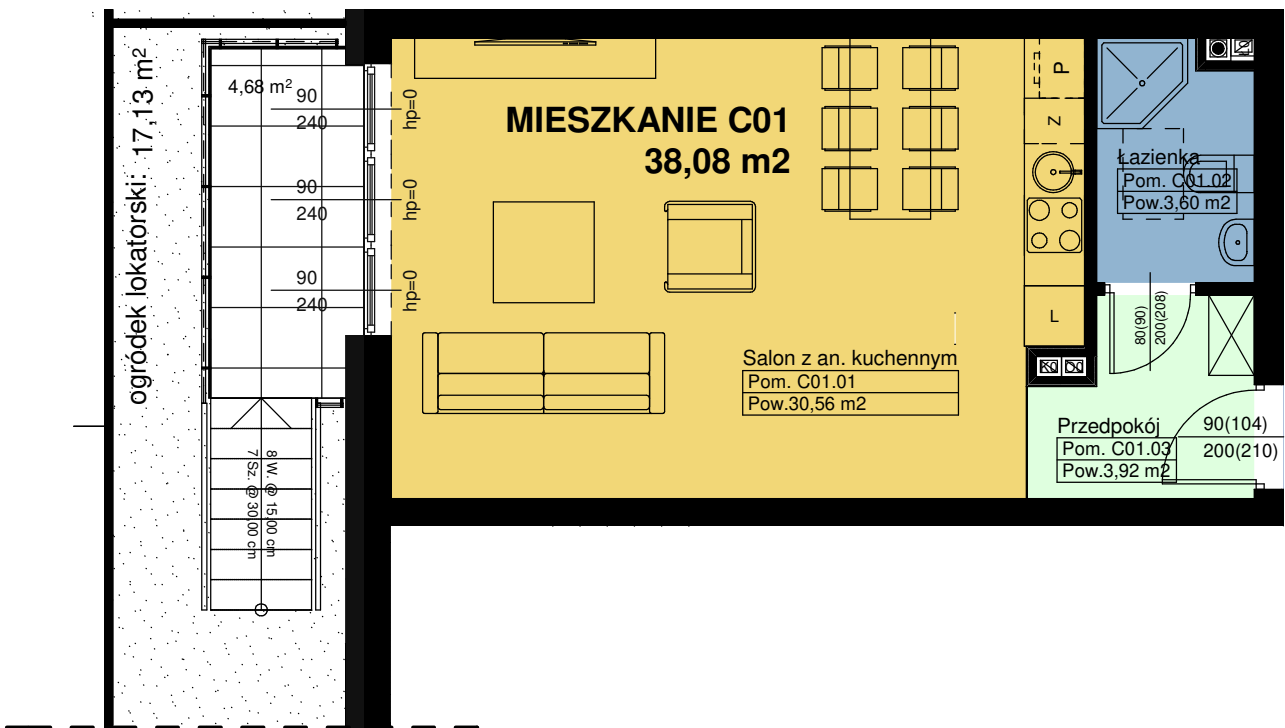 ogródek lokatorski: 17,13 m²
4,68 m²
90
240
hp=0
90
240
hp=0
90
240
hp=0
8 W. @ 15,00 cm
7 Sz. @ 30,00 cm
MIESZKANIE C01
38,08 m2
P
Z
L
Salon z an. kuchennym
Pom. C01.01
Pow.30,56 m2
Łazienka
Pom. C01.02
Pow.3,60 m2
80(90)
200(208)
Przedpokój
Pom. C01.03
Pow.3,92 m2
90(104)
200(210)